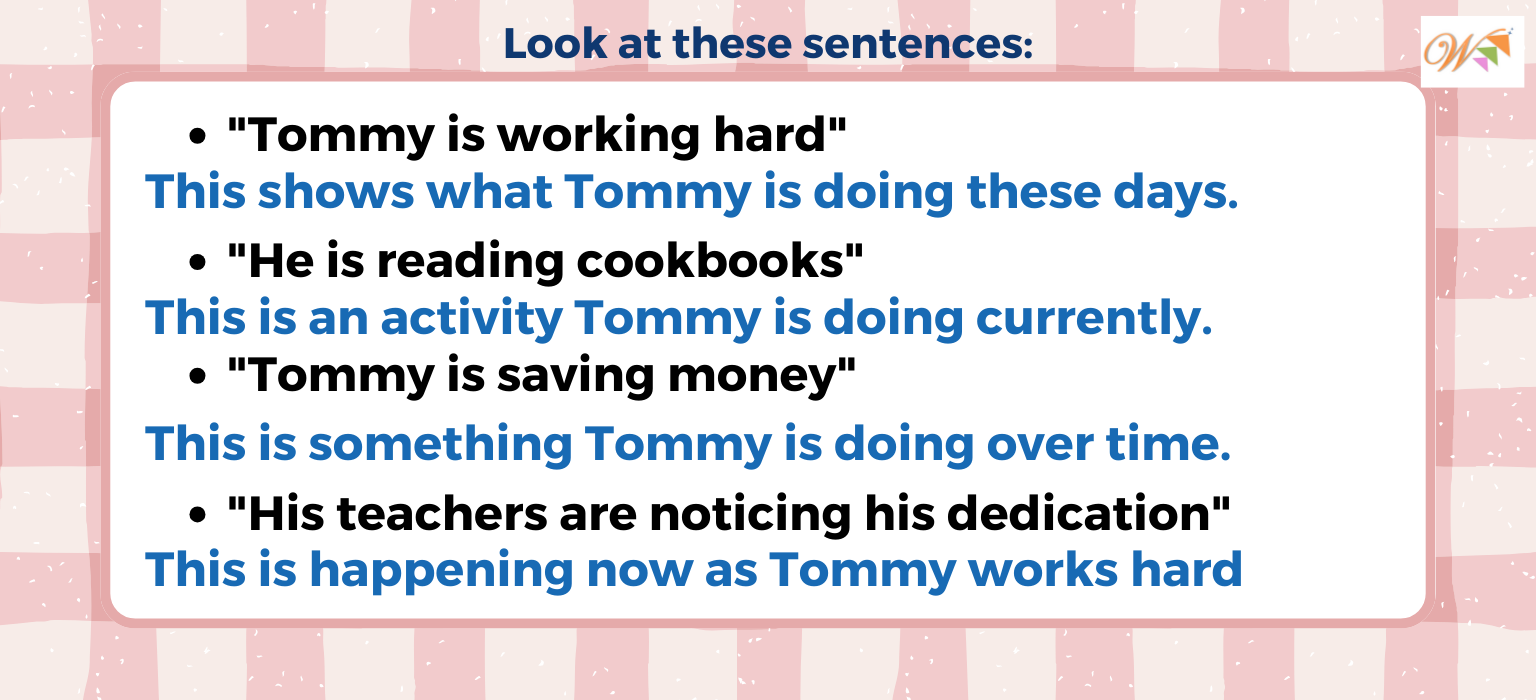 Look at these sentences:
W
• "Tommy is working hard"
This shows what Tommy is doing these days.
• "He is reading cookbooks"
This is an activity Tommy is doing currently.
• "Tommy is saving money"
This is something Tommy is doing over time.
• "His teachers are noticing his dedication"
This is happening now as Tommy works hard